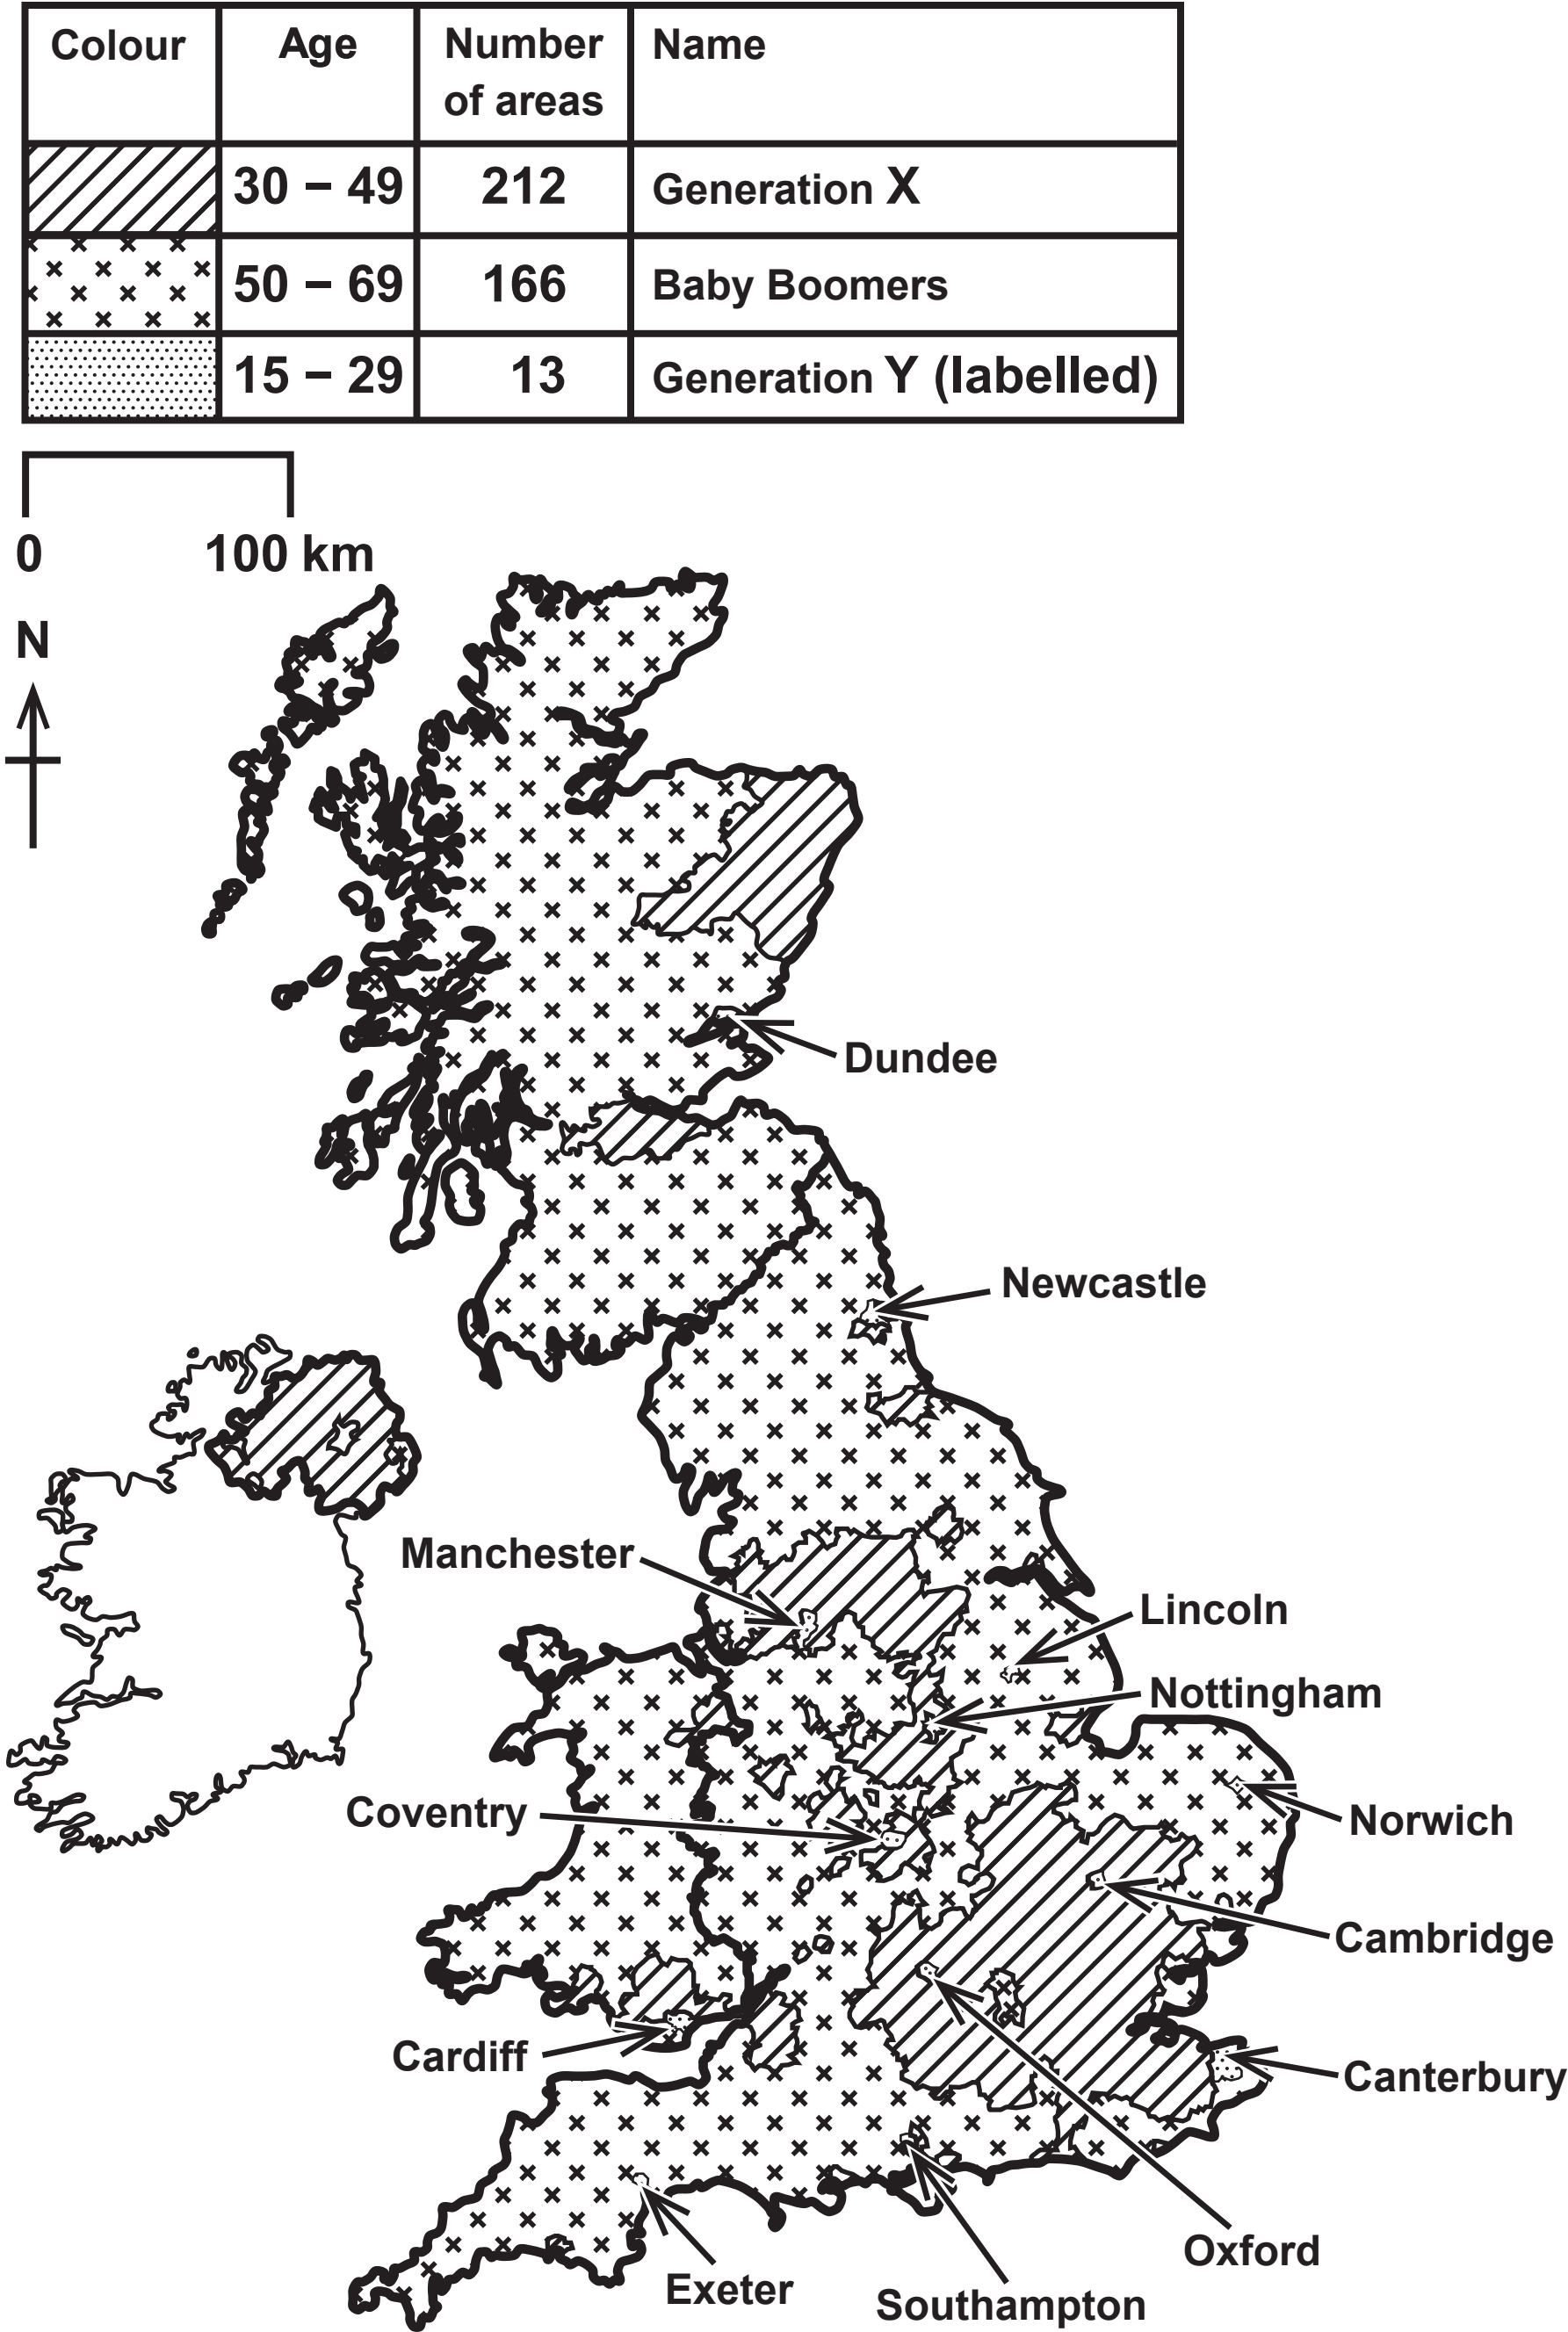 Colour Age Number of areas Name
30 – 49 212 Generation X
50 – 69 166 Baby Boomers
15 – 29 13 Generation Y (labelled)
0 100 km
N
Dundee
Newcastle
Manchester
Lincoln
Nottingham
Coventry
Norwich
Cambridge
Cardiff
Canterbury
Oxford
Exeter
Southampton